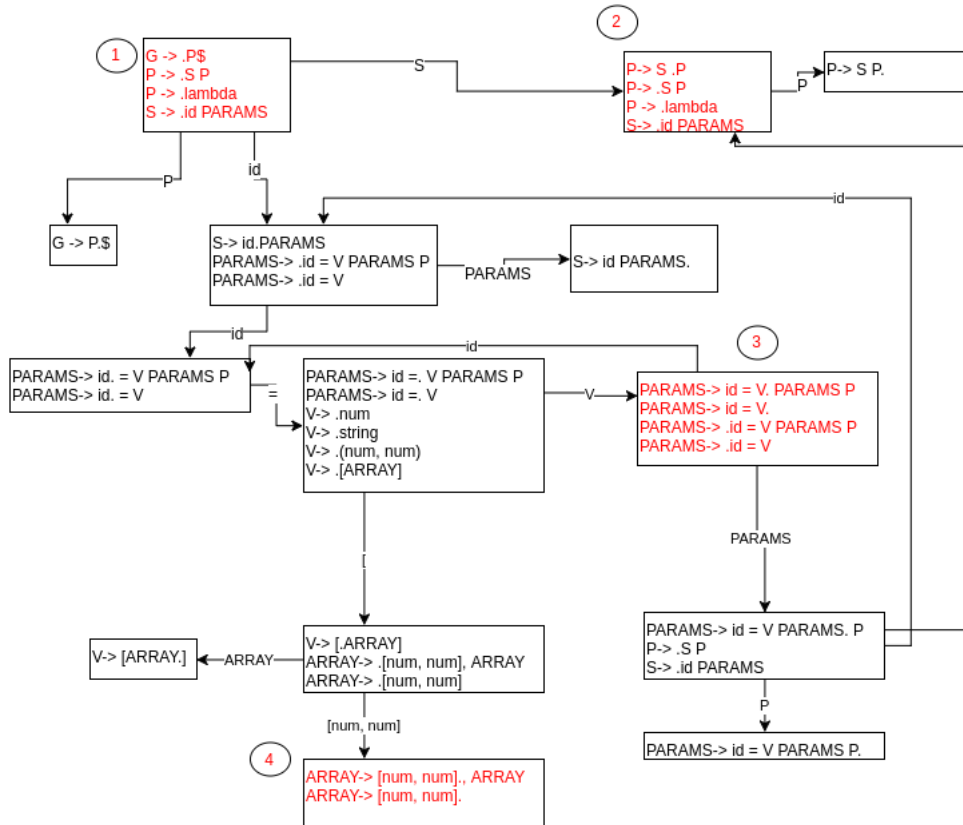 1
G -> .P$
P -> .S P
P -> .lambda
S -> .id PARAMS
S
2
P-> S .P
P-> .S P
P -> .lambda
S-> .id PARAMS
P
P-> S P.
P
id
id
G -> P.$
S-> id.PARAMS
PARAMS-> .id = V PARAMS P
PARAMS-> .id = V
PARAMS
S-> id PARAMS.
id
id
3
PARAMS-> id. = V PARAMS P
PARAMS-> id. = V
=
PARAMS-> id =. V PARAMS P
PARAMS-> id =. V
V-> .num
V-> .string
V-> .(num, num)
V-> .[ARRAY]
V
PARAMS-> id = V. PARAMS P
PARAMS-> id = V.
PARAMS-> .id = V PARAMS P
PARAMS-> .id = V
[
PARAMS
V-> [ARRAY.]
ARRAY
V-> [.ARRAY]
ARRAY-> .[num, num], ARRAY
ARRAY-> .[num, num]
PARAMS-> id = V PARAMS. P
P-> .S P
S-> .id PARAMS
[num, num]
P
4
ARRAY-> [num, num]., ARRAY
ARRAY-> [num, num].
PARAMS-> id = V PARAMS P.